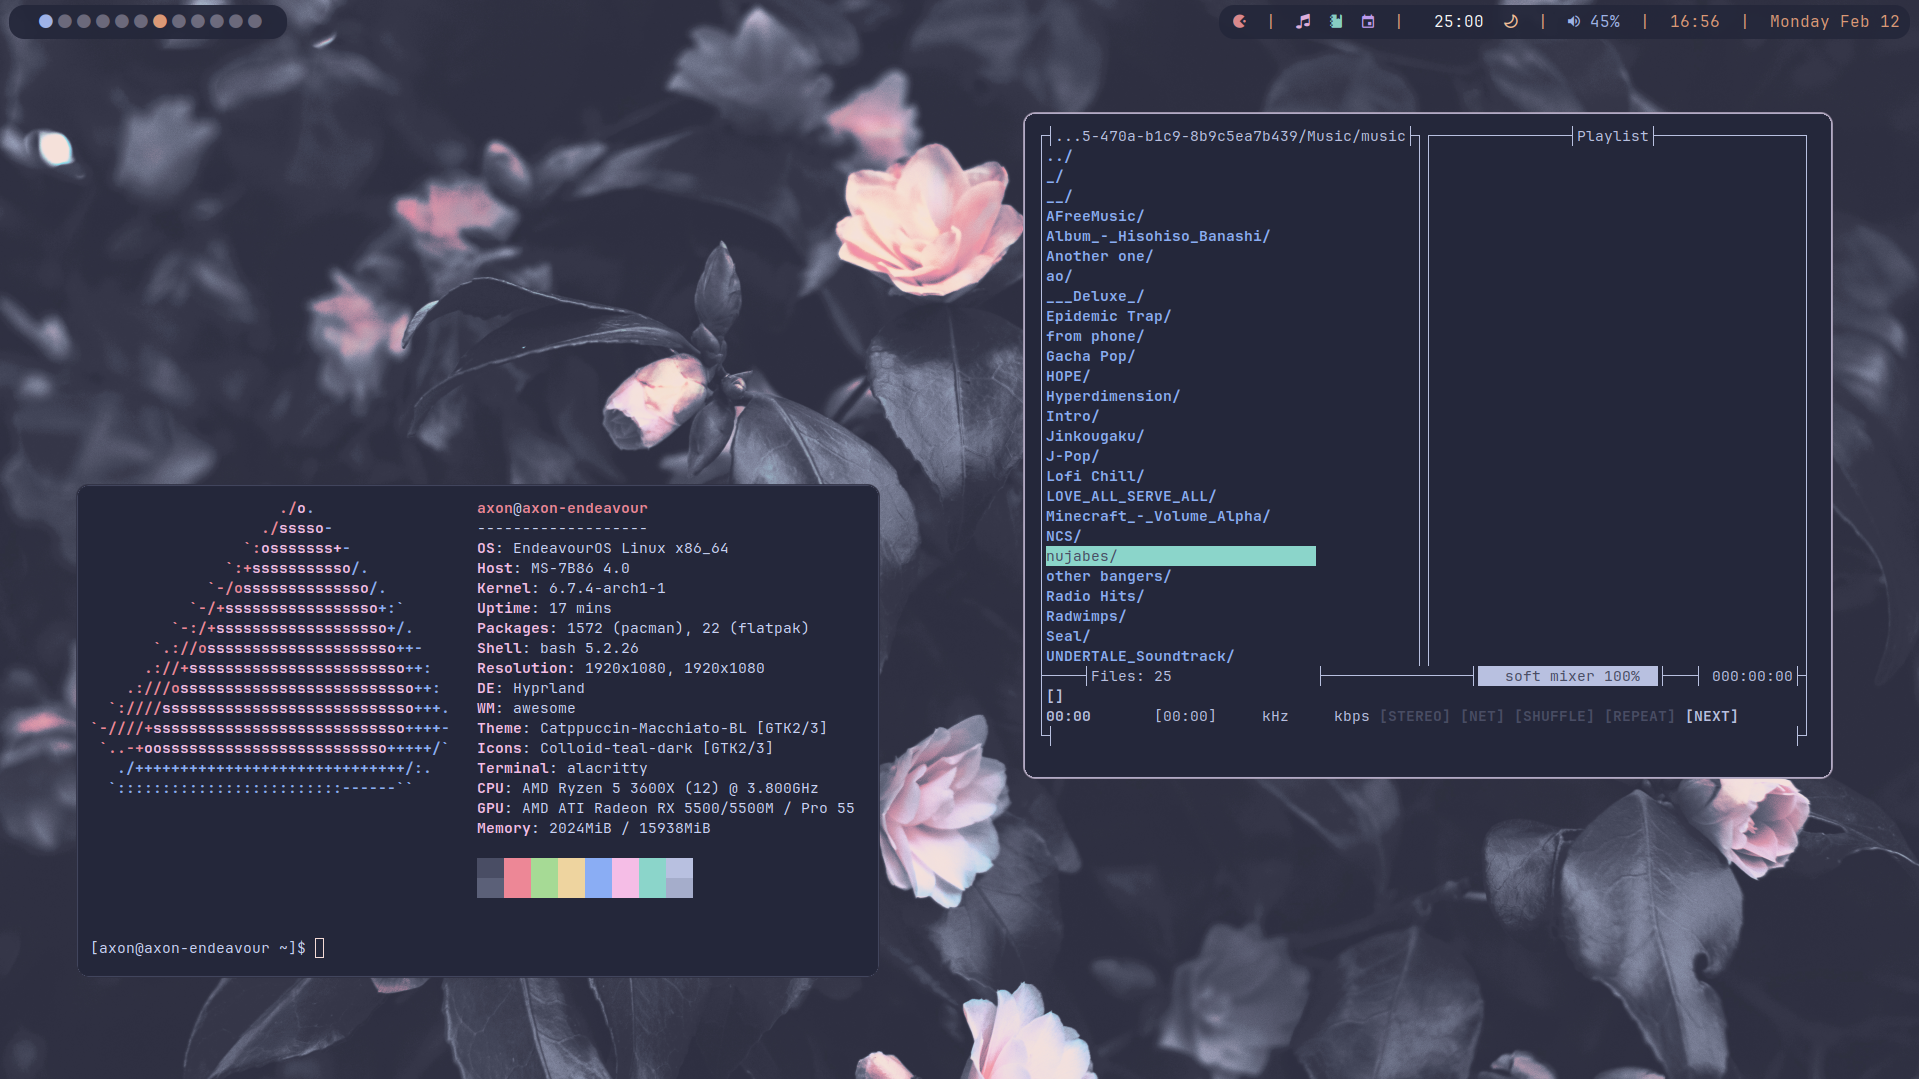 | | 25:00 | 45% | 16:56 | Monday Feb 12
...5-470a-b1c9-8b9c5ea7b439/Music/music
Playlist
../
_/
__/
AFreeMusic/
Album_-_Hisohiso_Banashi/
Another one/
ao/
___Deluxe_/
Epidemic Trap/
from phone/
Gacha Pop/
HOPE/
Hyperdimension/
Intro/
Jinkougaku/
J-Pop/
Lofi Chill/
LOVE_ALL_SERVE_ALL/
Minecraft_-_Volume_Alpha/
NCS/
nujabes/
other bangers/
Radio Hits/
Radwimps/
Seal/
UNDERTALE_Soundtrack/
Files: 25
soft mixer 100%
000:00:00
[]
00:00 [00:00] kHz kbps [STEREO] [NET] [SHUFFLE] [REPEAT] [NEXT]
./o.
./sssso-
`:osssssss+-
`:+sssssssssso/.
`-/ossssssssssssso/.
`-/+sssssssssssssssso+:`
`-:/+sssssssssssssssssso+/.
`.://osssssssssssssssssssso++-
.://+ssssssssssssssssssssssso++:
.:///ossssssssssssssssssssssssso++:
`:////ssssssssssssssssssssssssssso+++.
`-////+ssssssssssssssssssssssssssso++++-
`..-+oosssssssssssssssssssssssso+++++/`
./++++++++++++++++++++++++++++++/:.
`:::::::::::::::::::::::::------``
axon@axon-endeavour
-------------------
OS: EndeavourOS Linux x86_64
Host: MS-7B86 4.0
Kernel: 6.7.4-arch1-1
Uptime: 17 mins
Packages: 1572 (pacman), 22 (flatpak)
Shell: bash 5.2.26
Resolution: 1920x1080, 1920x1080
DE: Hyprland
WM: awesome
Theme: Catppuccin-Macchiato-BL [GTK2/3]
Icons: Colloid-teal-dark [GTK2/3]
Terminal: alacritty
CPU: AMD Ryzen 5 3600X (12) @ 3.800GHz
GPU: AMD ATI Radeon RX 5500/5500M / Pro 55
Memory: 2024MiB / 15938MiB
[axon@axon-endeavour ~]$